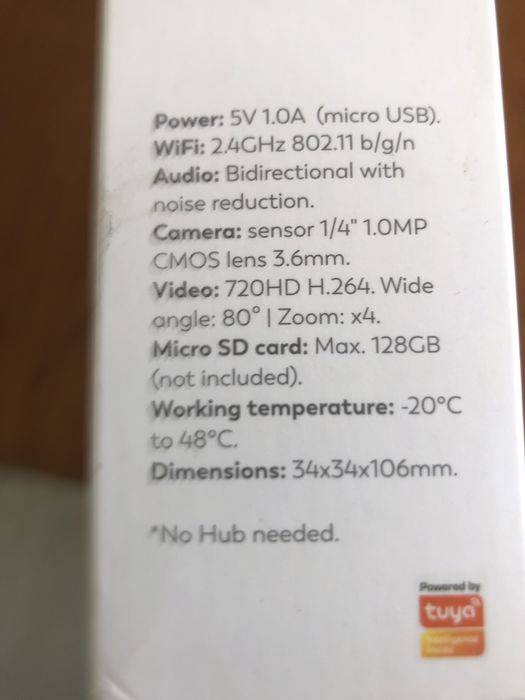 Power: 5V 1.0A (micro USB).
WiFi: 2.4GHz 802.11 b/g/n
Audio: Bidirectional with
noise reduction.
Camera: sensor 1/4" 1.0MP
CMOS lens 3.6mm.
Video: 720HD H.264. Wide
angle: 80° | Zoom: x4.
Micro SD card: Max. 128GB
(not included).
Working temperature: -20°C
to 48°C.
Dimensions: 34x34x106mm.
*No Hub needed.
Powered by
tuya
Intelligence
Inside